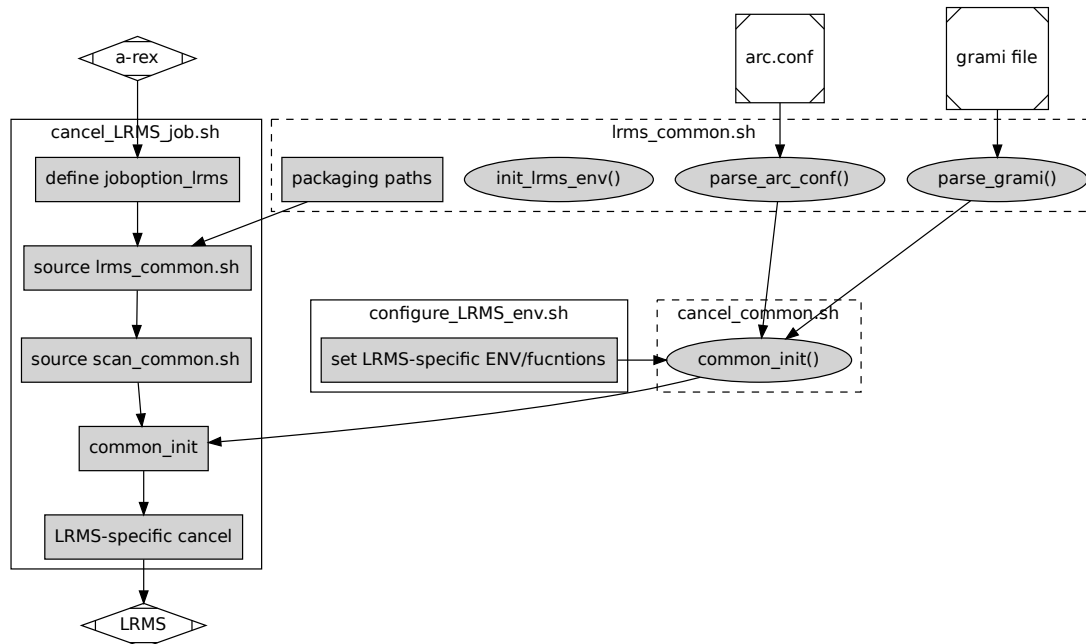 a-rex
arc.conf
grami file
cancel_LRMS_job.sh
lrms_common.sh
define joboption_lrms
packaging paths
init_lrms_env()
parse_arc_conf()
parse_grami()
source lrms_common.sh
configure_LRMS_env.sh
cancel_common.sh
source scan_common.sh
set LRMS-specific ENV/fucntions
common_init()
common_init
LRMS-specific cancel
LRMS